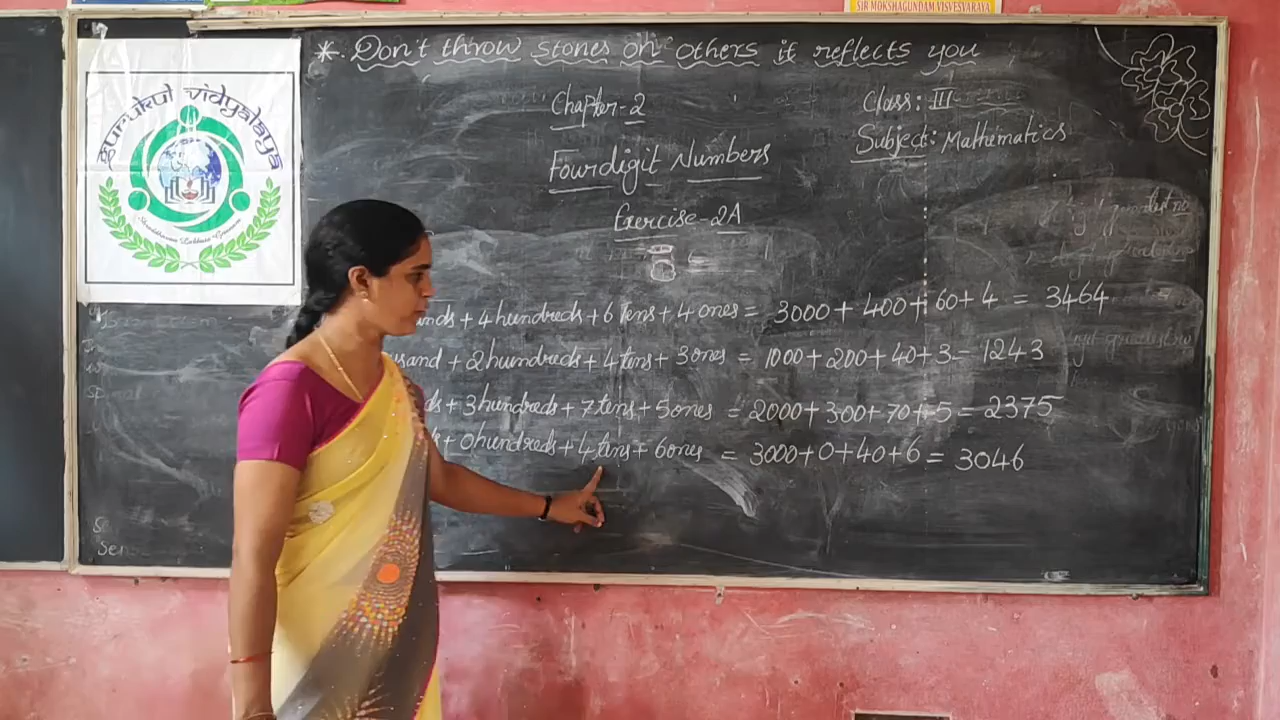 SIR MOKSHAGUNDAM VISVESVARAYA
*. Don't throw stones on others it reflects you
gurukul vidyalaya
Chapter-2
Class: III
Subject: Mathematics
Fourdigit Numbers
Exercise-2A
ands + 4 hundreds + 6 tens + 4 ones = 3000 + 400 + 60 + 4 = 3464
usand + 2 huundreds + 4 tens + 3 ones = 1000 + 200 + 40 + 3 = 1243
ds + 3 hundreds + 7 tens + 5 ones = 2000 + 300 + 70 + 5 = 2375
ds + 0 hundreds + 4 tens + 6 ones = 3000 + 0 + 40 + 6 = 3046